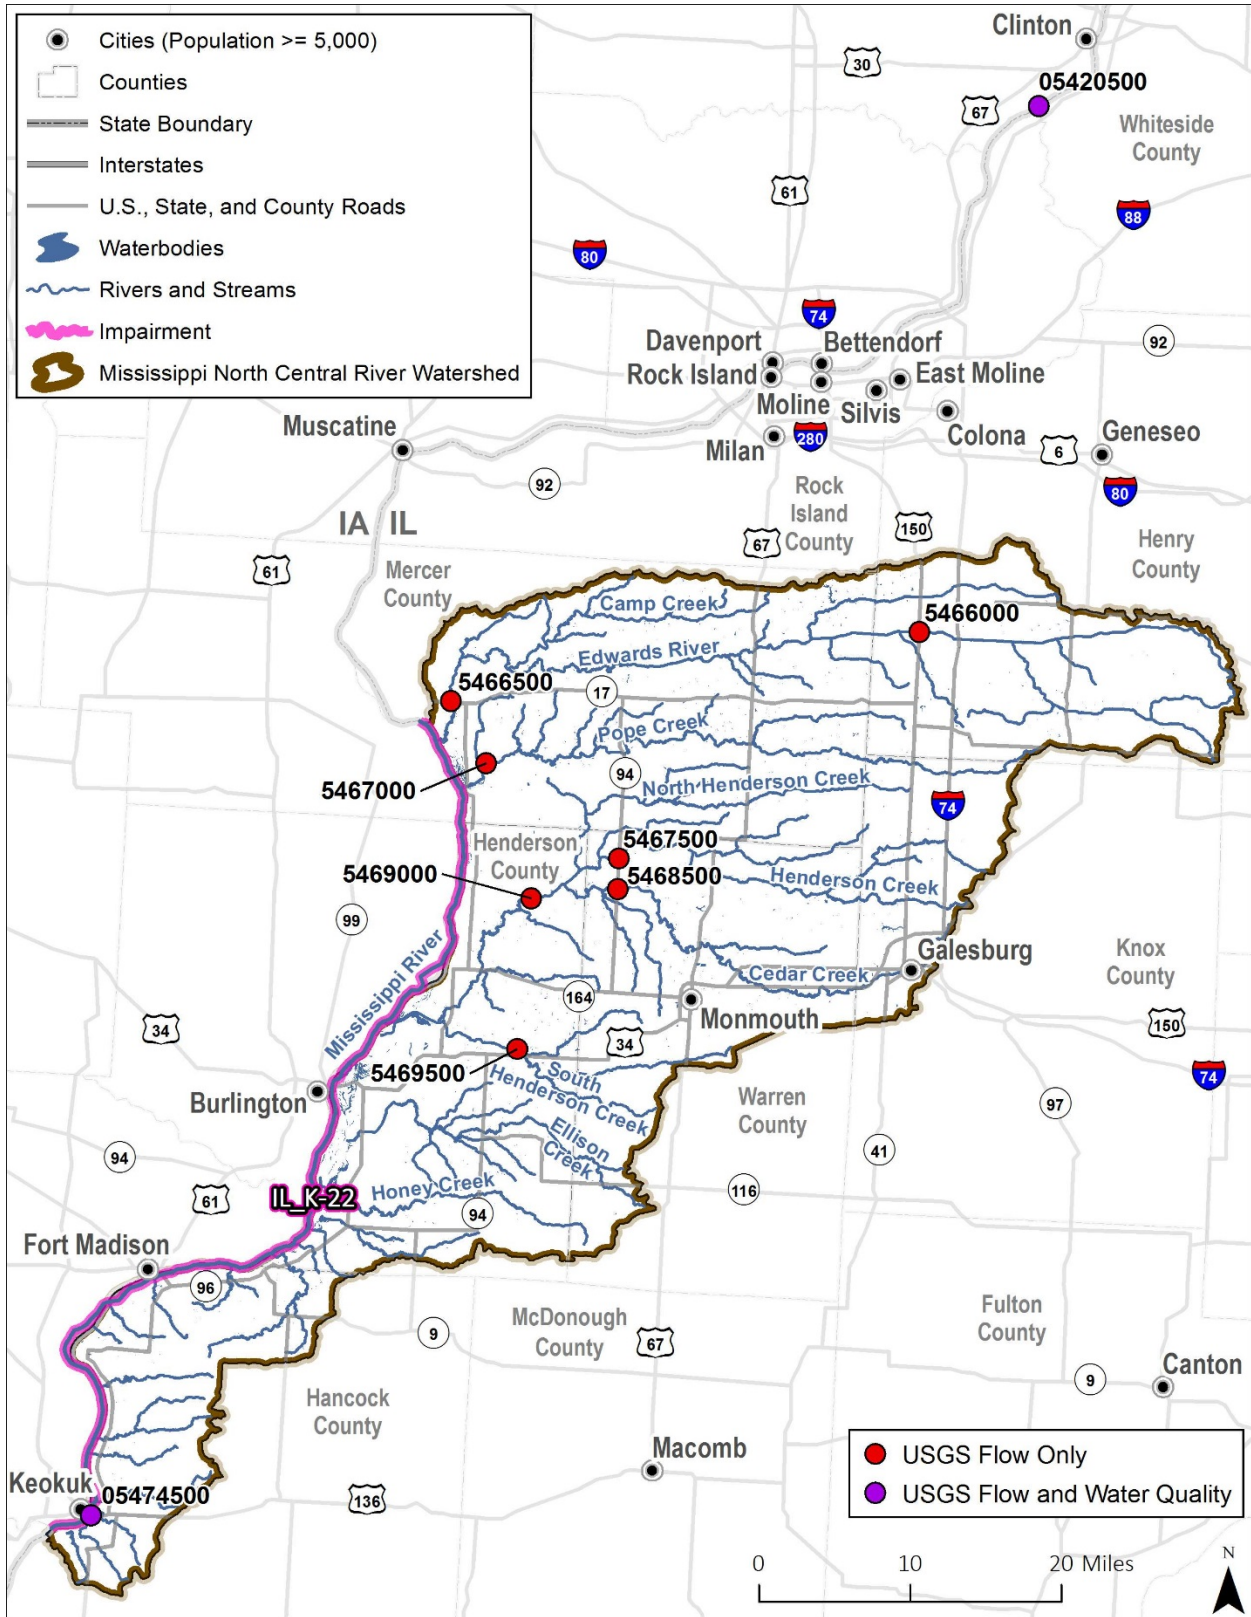 Cities (Population >= 5,000)
Counties
State Boundary
Interstates
U.S., State, and County Roads
Waterbodies
Rivers and Streams
Impairment
Mississippi North Central River Watershed
Clinton
30
05420500
67
Whiteside
County
61
88
80
74
Davenport
Bettendorf
92
Rock Island
East Moline
Moline
Silvis
Muscatine
Milan
280
Colona
Geneseo
6
92
80
Rock
Island
County
IA IL
150
67
Henry
County
61
Mercer
County
Camp Creek
5466000
Edwards River
5466500
17
Pope Creek
5467000
94
North Henderson Creek
74
Henderson
County
5467500
5469000
5468500
Henderson Creek
99
Mississippi River
Galesburg
Knox
County
Cedar Creek
164
Monmouth
34
34
150
5469500
South
Henderson Creek
74
Burlington
Warren
County
97
Ellison
Creek
94
41
Honey Creek
116
IL_K-22
61
94
Fort Madison
96
McDonough
County
Fulton
County
9
67
Canton
9
Hancock
County
Macomb
USGS Flow Only
Keokuk
05474500
136
USGS Flow and Water Quality
0 10 20 Miles
N